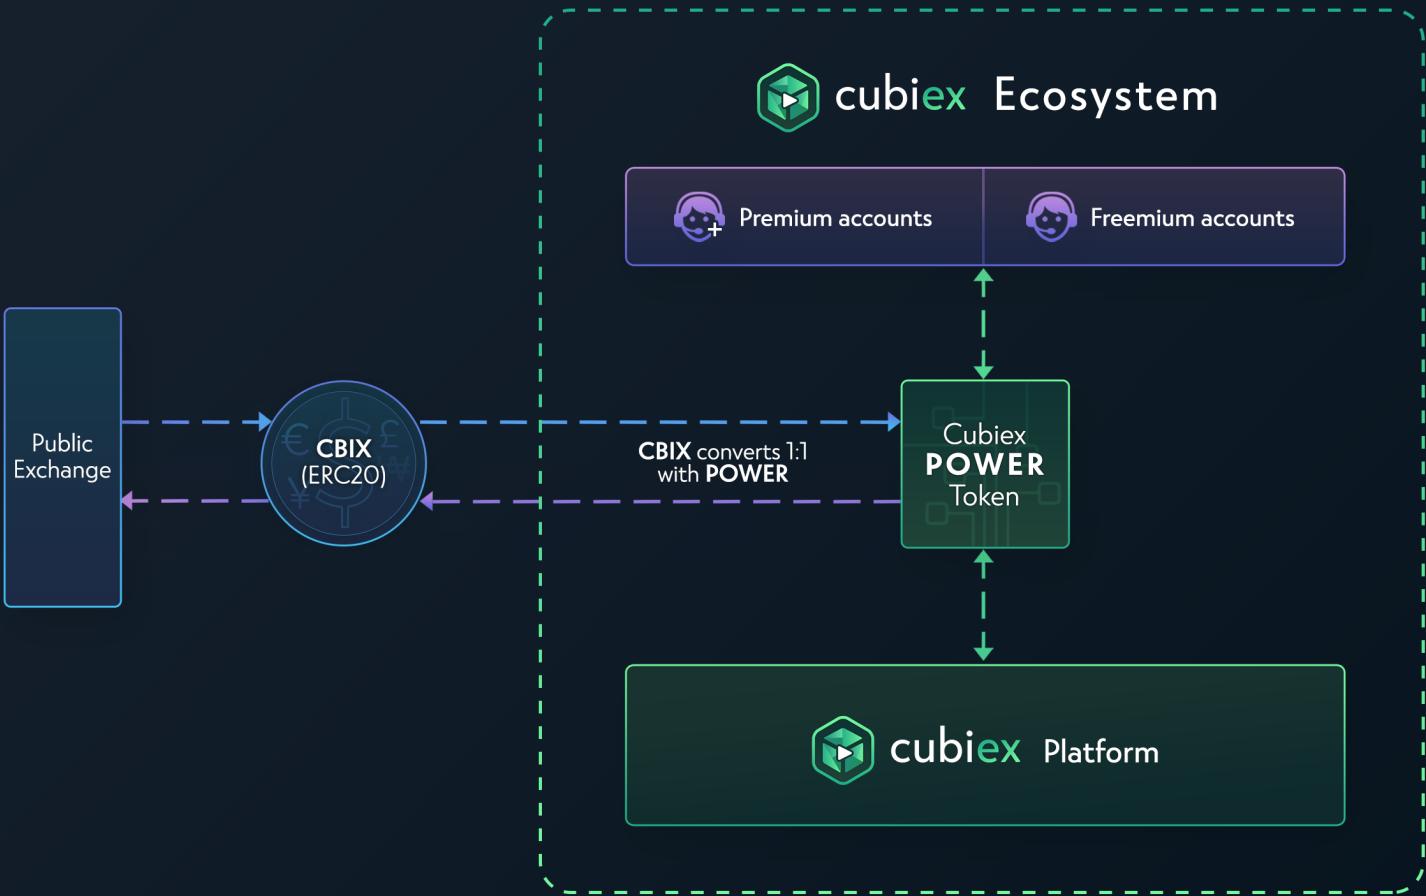 cubiex Ecosystem
Premium accounts
Freemium accounts
Public
Exchange
CBIX
(ERC20)
CBIX converts 1:1
with POWER
Cubiex
POWER
Token
cubiex Platform